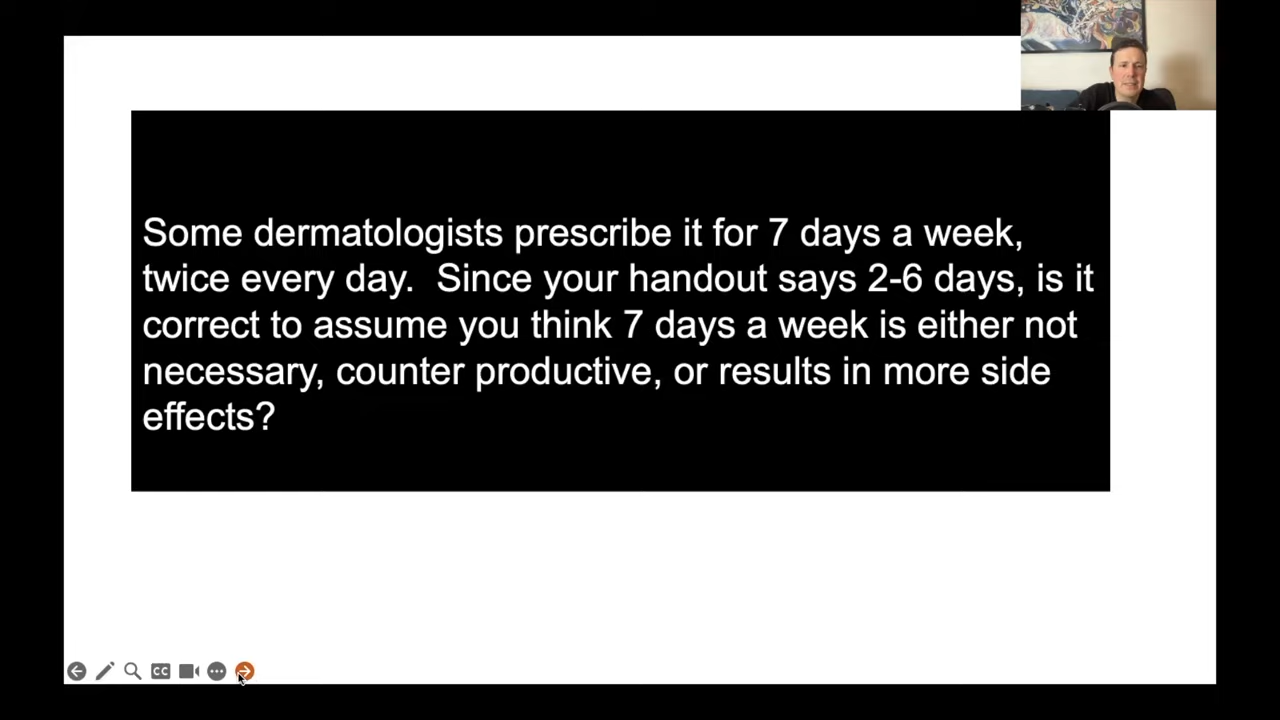 Some dermatologists prescribe it for 7 days a week,
twice every day.  Since your handout says 2-6 days, is it
correct to assume you think 7 days a week is either not
necessary, counter productive, or results in more side
effects?
CC